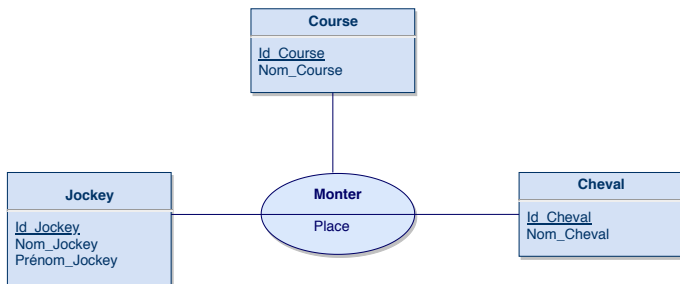 Course
Id_Course
Nom_Course
Jockey
Id_Jockey
Nom_Jockey
Prénom_Jockey
Monter
Place
Cheval
Id_Cheval
Nom_Cheval